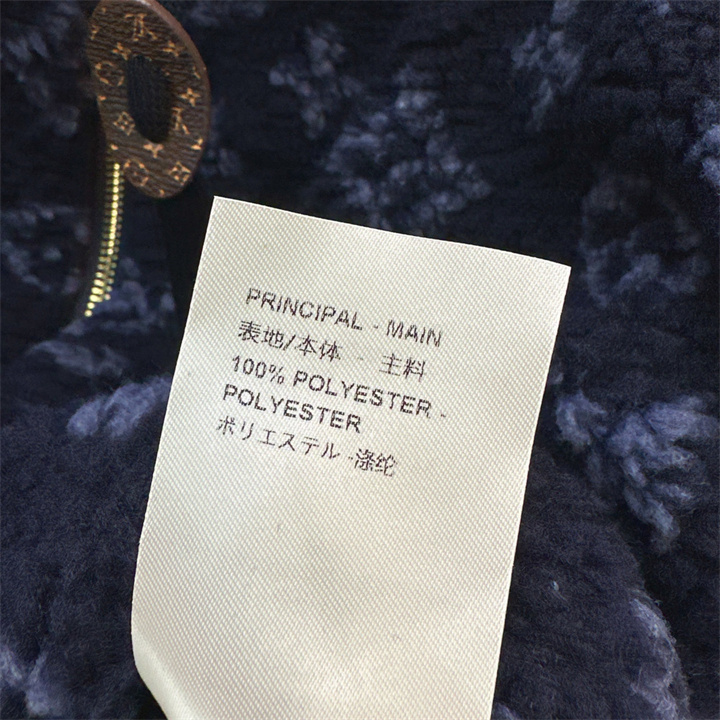 PRINCIPAL - MAIN
表地/本体 - 主料
100% POLYESTER -
POLYESTER
ポリエステル -涤纶